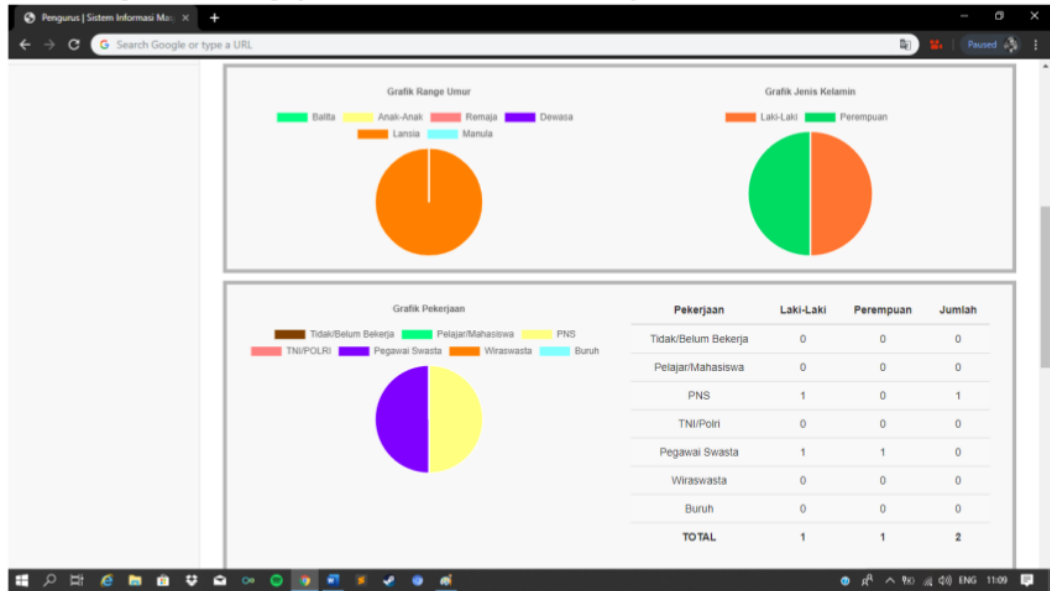 Pengurus | Sistem Informasi Mas
Search Google or type a URL
Paused
Grafik Range Umur
Balita Anak-Anak Remaja Dewasa
Lansia Manula
Grafik Jenis Kelamin
Laki-Laki Perempuan
Grafik Pekerjaan
Tidak/Belum Bekerja Pelajar/Mahasiswa PNS
TNI/POLRI Pegawai Swasta Wiraswasta Buruh
Pekerjaan Laki-Laki Perempuan Jumlah
Tidak/Belum Bekerja 0 0 0
Pelajar/Mahasiswa 0 0 0
PNS 1 0 1
TNI/Polri 0 0 0
Pegawai Swasta 1 1 0
Wiraswasta 0 0 0
Buruh 0 0 0
TOTAL 1 1 2
ENG 11:09